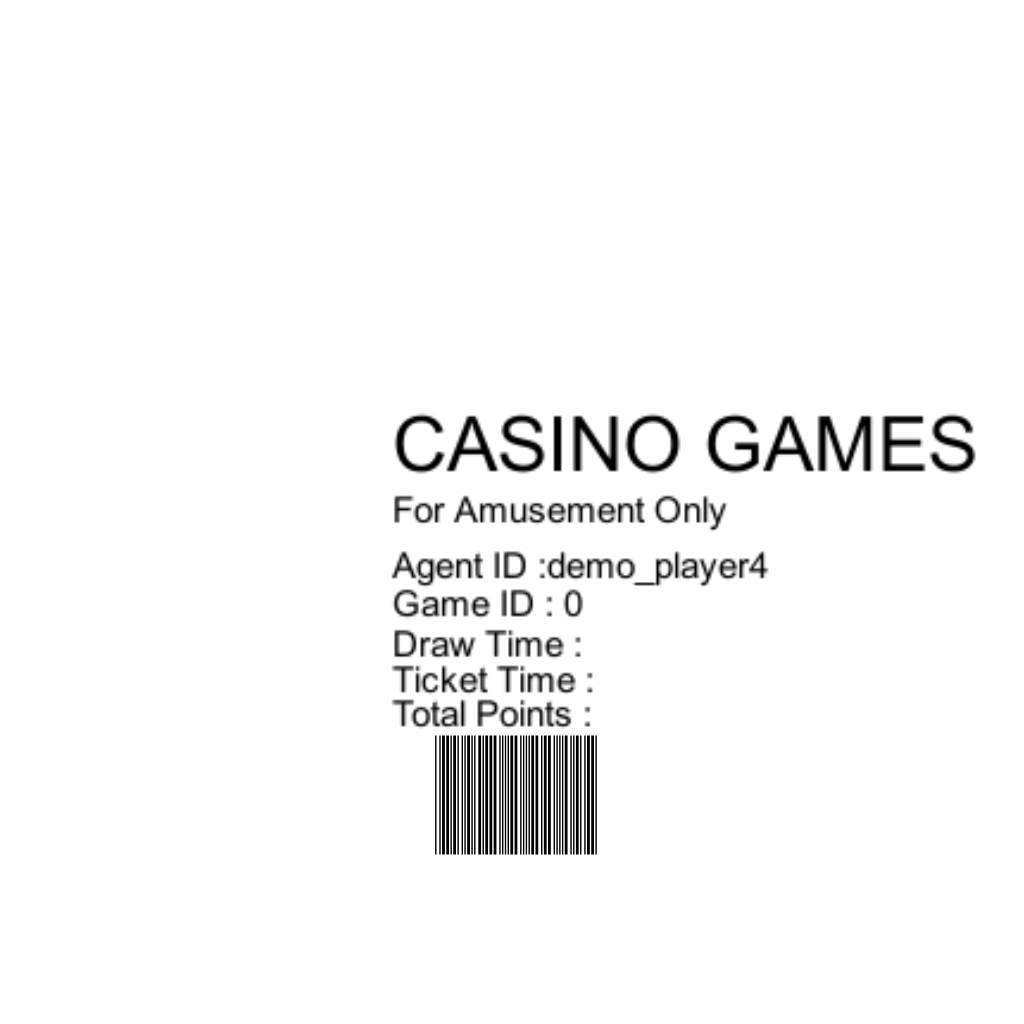 CASINO GAMES
For Amusement Only
Agent ID :demo_player4
Game ID : 0
Draw Time :
Ticket Time :
Total Points :